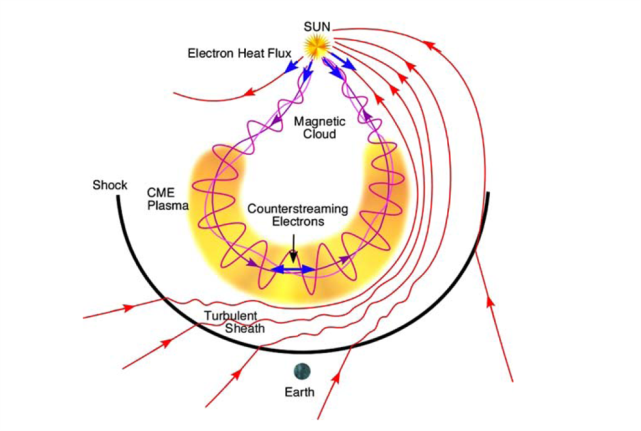 SUN
Electron Heat Flux
Magnetic
Cloud
Shock
CME
Plasma
Counterstreaming
Electrons
Turbulent
Sheath
Earth